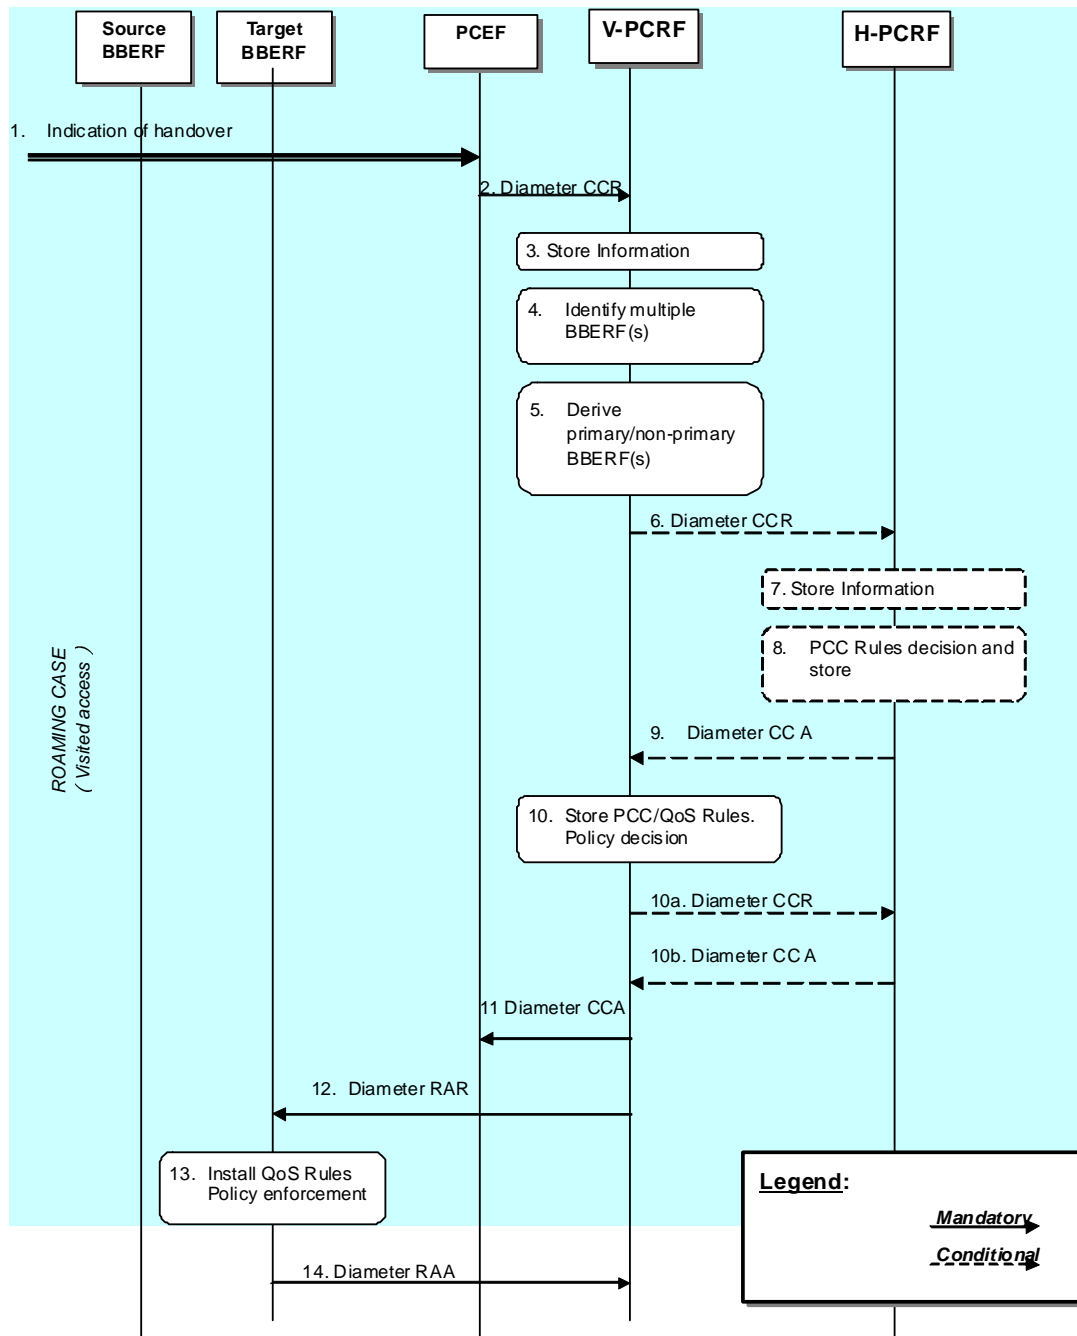 Source
BBERF
Target
BBERF
PCEF
V-PCRF
H-PCRF
1. Indication of handover
2. Diameter CCR
3. Store Information
4. Identify multiple
BBERF(s)
5. Derive
primary/non-primary
BBERF(s)
6. Diameter CCR
7. Store Information
8. PCC Rules decision and
store
9. Diameter CC A
ROAMING CASE
( Visited access )
10. Store PCC/QoS Rules.
Policy decision
10a. Diameter CCR
10b. Diameter CC A
11 Diameter CCA
12. Diameter RAR
13. Install QoS Rules
Policy enforcement
14. Diameter RAA
Legend:
Mandatory
Conditional